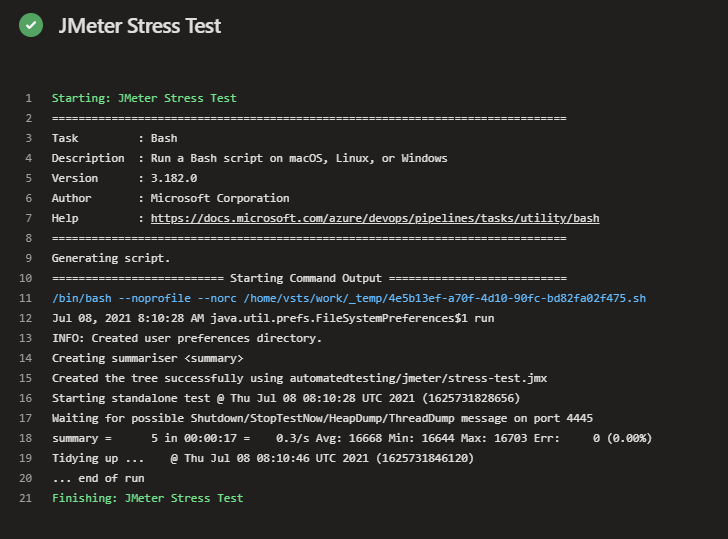 JMeter Stress Test
1 Starting: JMeter Stress Test
2 ==============================================================================
3 Task         : Bash
4 Description  : Run a Bash script on macOS, Linux, or Windows
5 Version      : 3.182.0
6 Author       : Microsoft Corporation
7 Help         : https://docs.microsoft.com/azure/devops/pipelines/tasks/utility/bash
8 ==============================================================================
9 Generating script.
10 ========================== Starting Command Output ===========================
11 /bin/bash --noprofile --norc /home/vsts/work/_temp/4e5b13ef-a70f-4d10-90fc-bd82fa02f475.sh
12 Jul 08, 2021 8:10:28 AM java.util.prefs.FileSystemPreferences$1 run
13 INFO: Created user preferences directory.
14 Creating summariser <summary>
15 Created the tree successfully using automatedtesting/jmeter/stress-test.jmx
16 Starting standalone test @ Thu Jul 08 08:10:28 UTC 2021 (1625731828656)
17 Waiting for possible Shutdown/StopTestNow/HeapDump/ThreadDump message on port 4445
18 summary =      5 in 00:00:17 =    0.3/s Avg: 16668 Min: 16644 Max: 16703 Err:     0 (0.00%)
19 Tidying up ...    @ Thu Jul 08 08:10:46 UTC 2021 (1625731846120)
20 ... end of run
21 Finishing: JMeter Stress Test